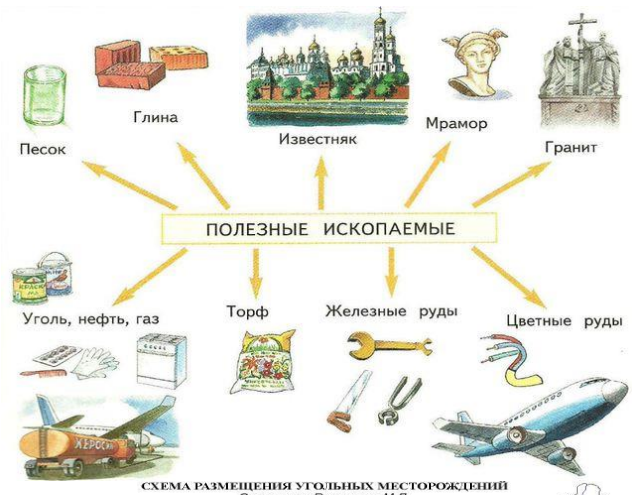 Песок
Глина
Известняк
Мрамор
Гранит
ПОЛЕЗНЫЕ ИСКОПАЕМЫЕ
Уголь, нефть, газ
Торф
Железные руды
Цветные руды
КЕРОСИН
СХЕМА РАЗМЕЩЕНИЯ УГОЛЬНЫХ МЕСТОРОЖДЕНИЙ